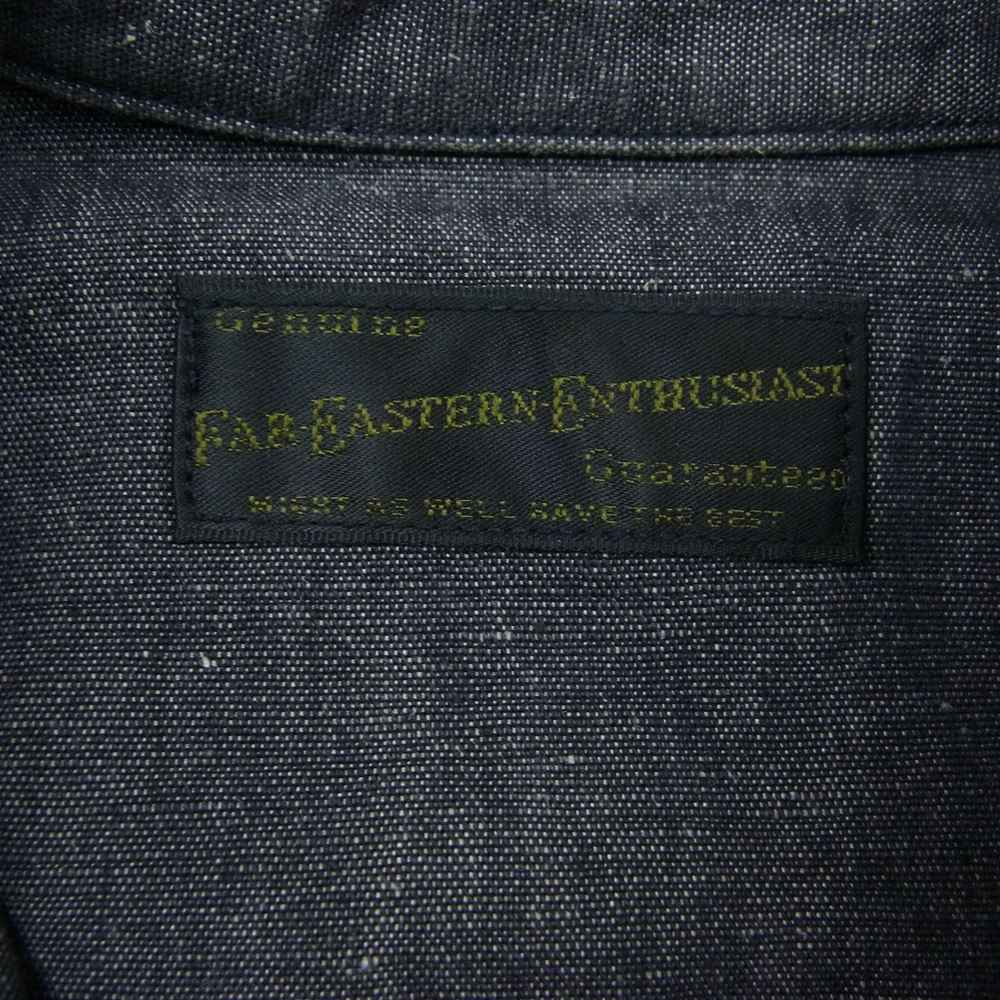 Genuine
FAR-EASTERN-ENTHUSIAST
Guaranteed
MIGHT AS WELL HAVE THE BEST